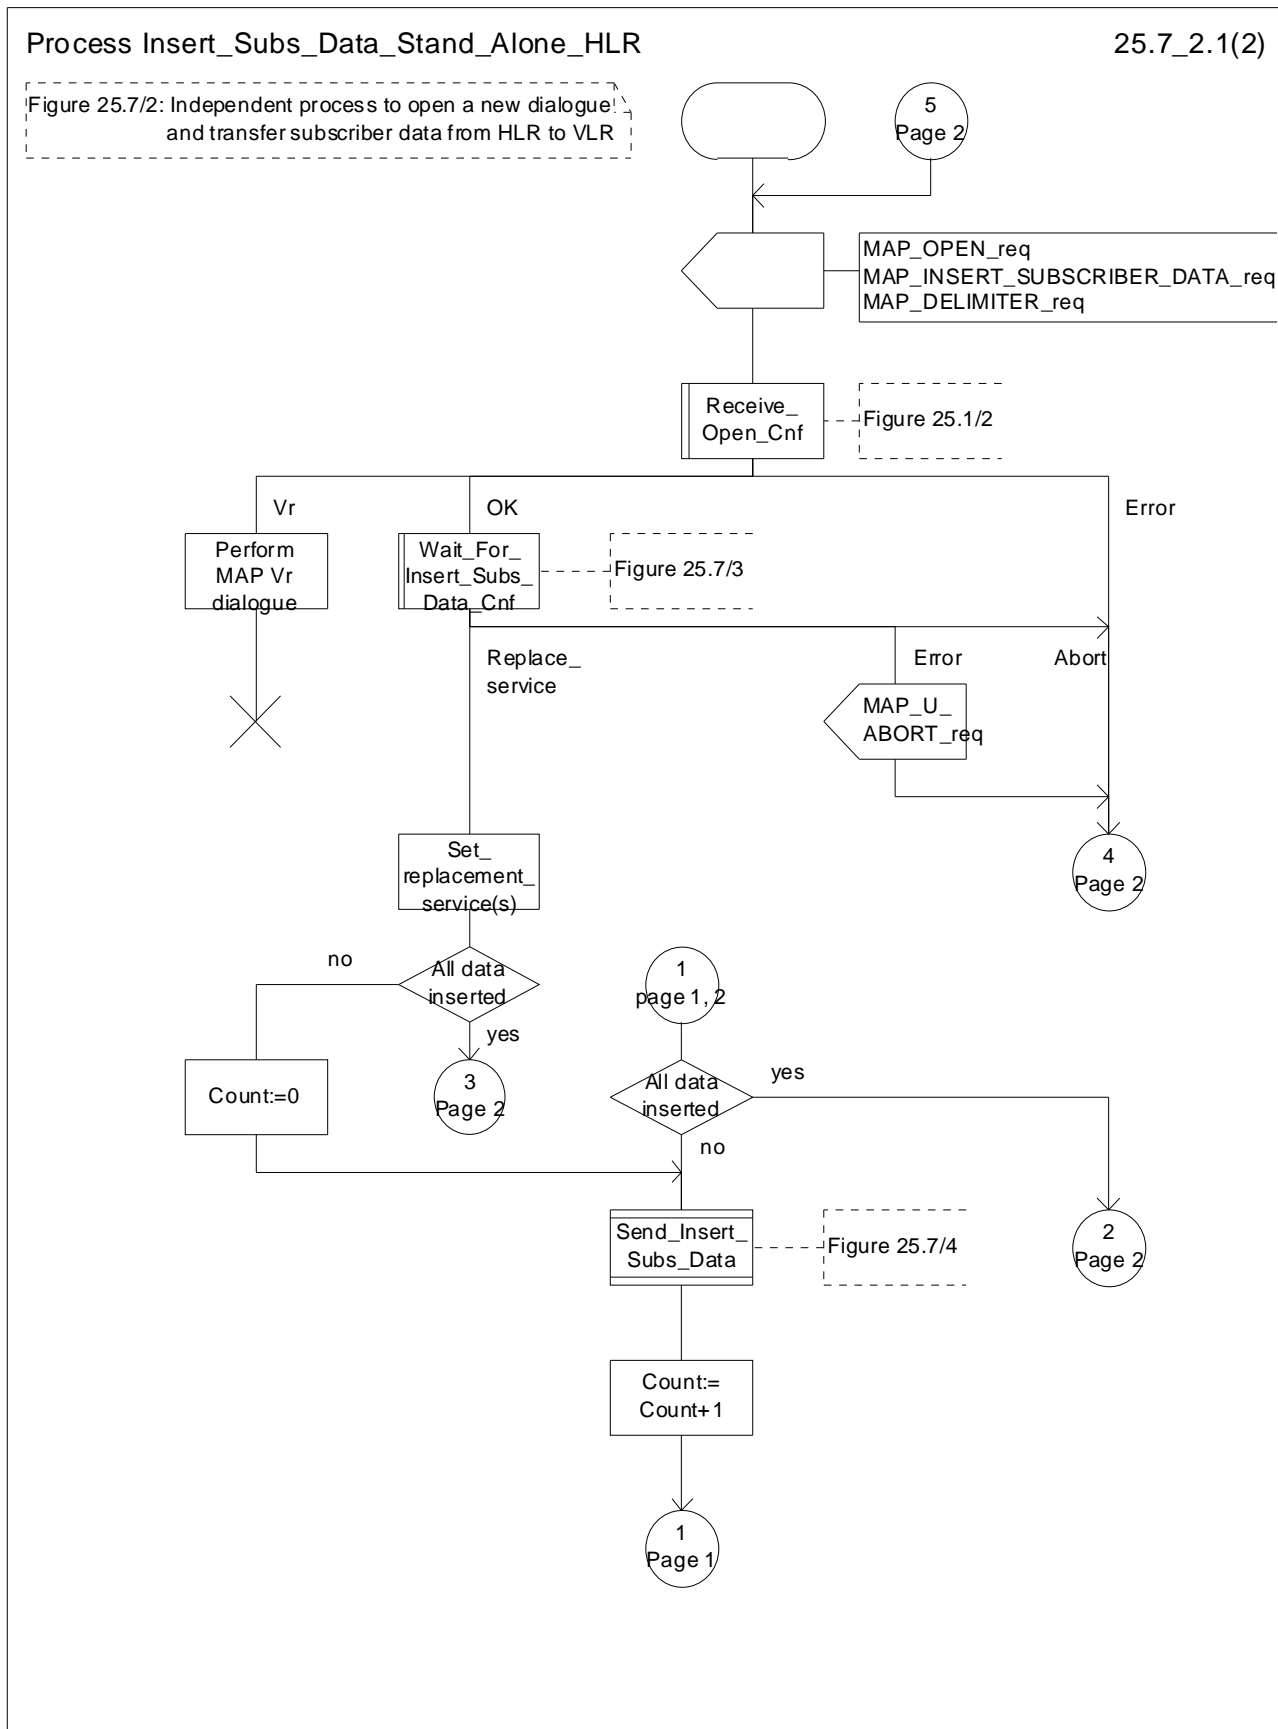 Process Insert_Subs_Data_Stand_Alone_HLR
25.7_2.1(2)
Figure 25.7/2: Independent process to open a new dialogue
and transfer subscriber data from HLR to VLR
5
Page 2
MAP_OPEN_req
MAP_INSERT_SUBSCRIBER_DATA_req
MAP_DELIMITER_req
Receive_
Open_Cnf
Figure 25.1/2
Vr
OK
Error
Perform
MAP Vr
dialogue
Wait_For_
Insert_Subs_
Data_Cnf
Figure 25.7/3
Replace_
service
Error
Abort
MAP_U_
ABORT_req
Set_
replacement_
service(s)
4
Page 2
no
All data
inserted
yes
1
page 1, 2
Count:=0
3
Page 2
All data
inserted
yes
no
Send_Insert_
Subs_Data
Figure 25.7/4
2
Page 2
Count:=
Count+1
1
Page 1